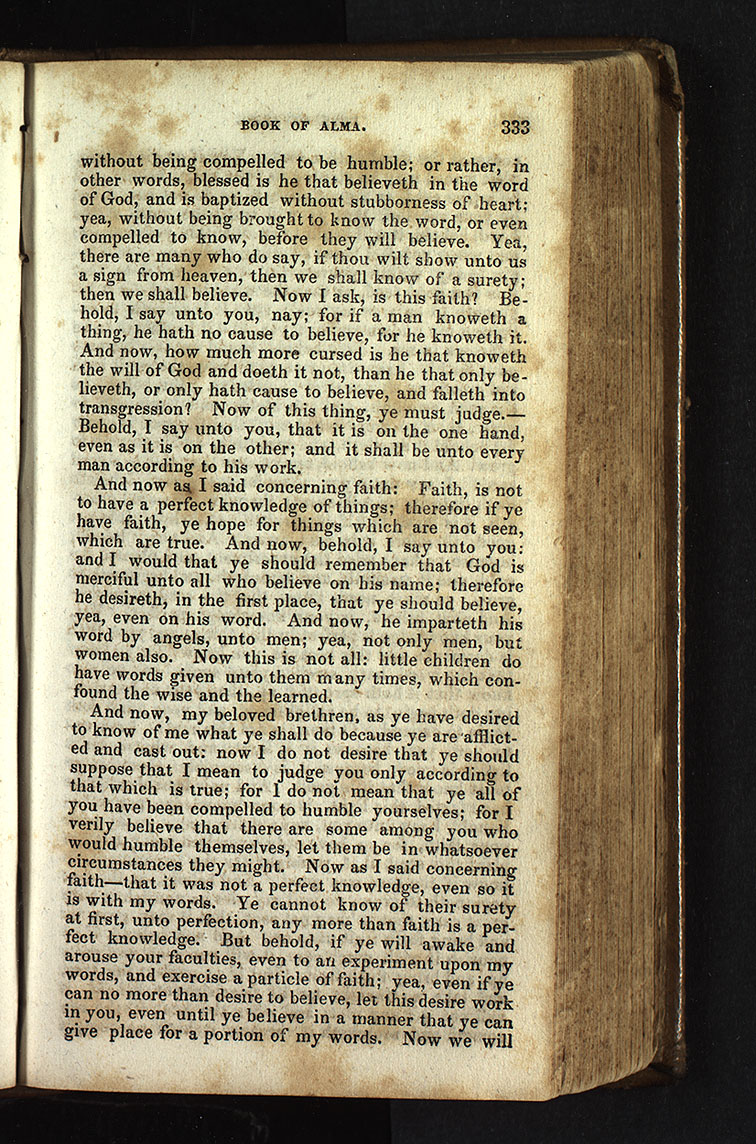 BOOK OF ALMA. 333
without being compelled to be humble; or rather, in
other words, blessed is he that believeth in the word
of God, and is baptized without stubborness of heart;
yea, without being brought to know the word, or even
compelled to know, before they will believe. Yea,
there are many who do say, if thou wilt show unto us
a sign from heaven, then we shall know of a surety;
then we shall believe. Now I ask, is this faith? Be-
hold, I say unto you, nay; for if a man knoweth a
thing, he hath no cause to believe, for he knoweth it.
And now, how much more cursed is he that knoweth
the will of God and doeth it not, than he that only be-
lieveth, or only hath cause to believe, and falleth into
transgression? Now of this thing, ye must judge.—
Behold, I say unto you, that it is on the one hand,
even as it is on the other; and it shall be unto every
man according to his work.
And now as I said concerning faith: Faith, is not
to have a perfect knowledge of things; therefore if ye
have faith, ye hope for things which are not seen,
which are true. And now, behold, I say unto you:
and I would that ye should remember that God is
merciful unto all who believe on his name; therefore
he desireth, in the first place, that ye should believe,
yea, even on his word. And now, he imparteth his
word by angels, unto men; yea, not only men, but
women also. Now this is not all: little children do
have words given unto them many times, which con-
found the wise and the learned.
And now, my beloved brethren, as ye have desired
to know of me what ye shall do because ye are afflict-
ed and cast out: now I do not desire that ye should
suppose that I mean to judge you only according to
that which is true; for I do not mean that ye all of
you have been compelled to humble yourselves; for I
verily believe that there are some among you who
would humble themselves, let them be in whatsoever
circumstances they might. Now as I said concerning
faith—that it was not a perfect knowledge, even so it
is with my words. Ye cannot know of their surety
at first, unto perfection, any more than faith is a per-
fect knowledge. But behold, if ye will awake and
arouse your faculties, even to an experiment upon my
words, and exercise a particle of faith; yea, even if ye
can no more than desire to believe, let this desire work
in you, even until ye believe in a manner that ye can
give place for a portion of my words. Now we will